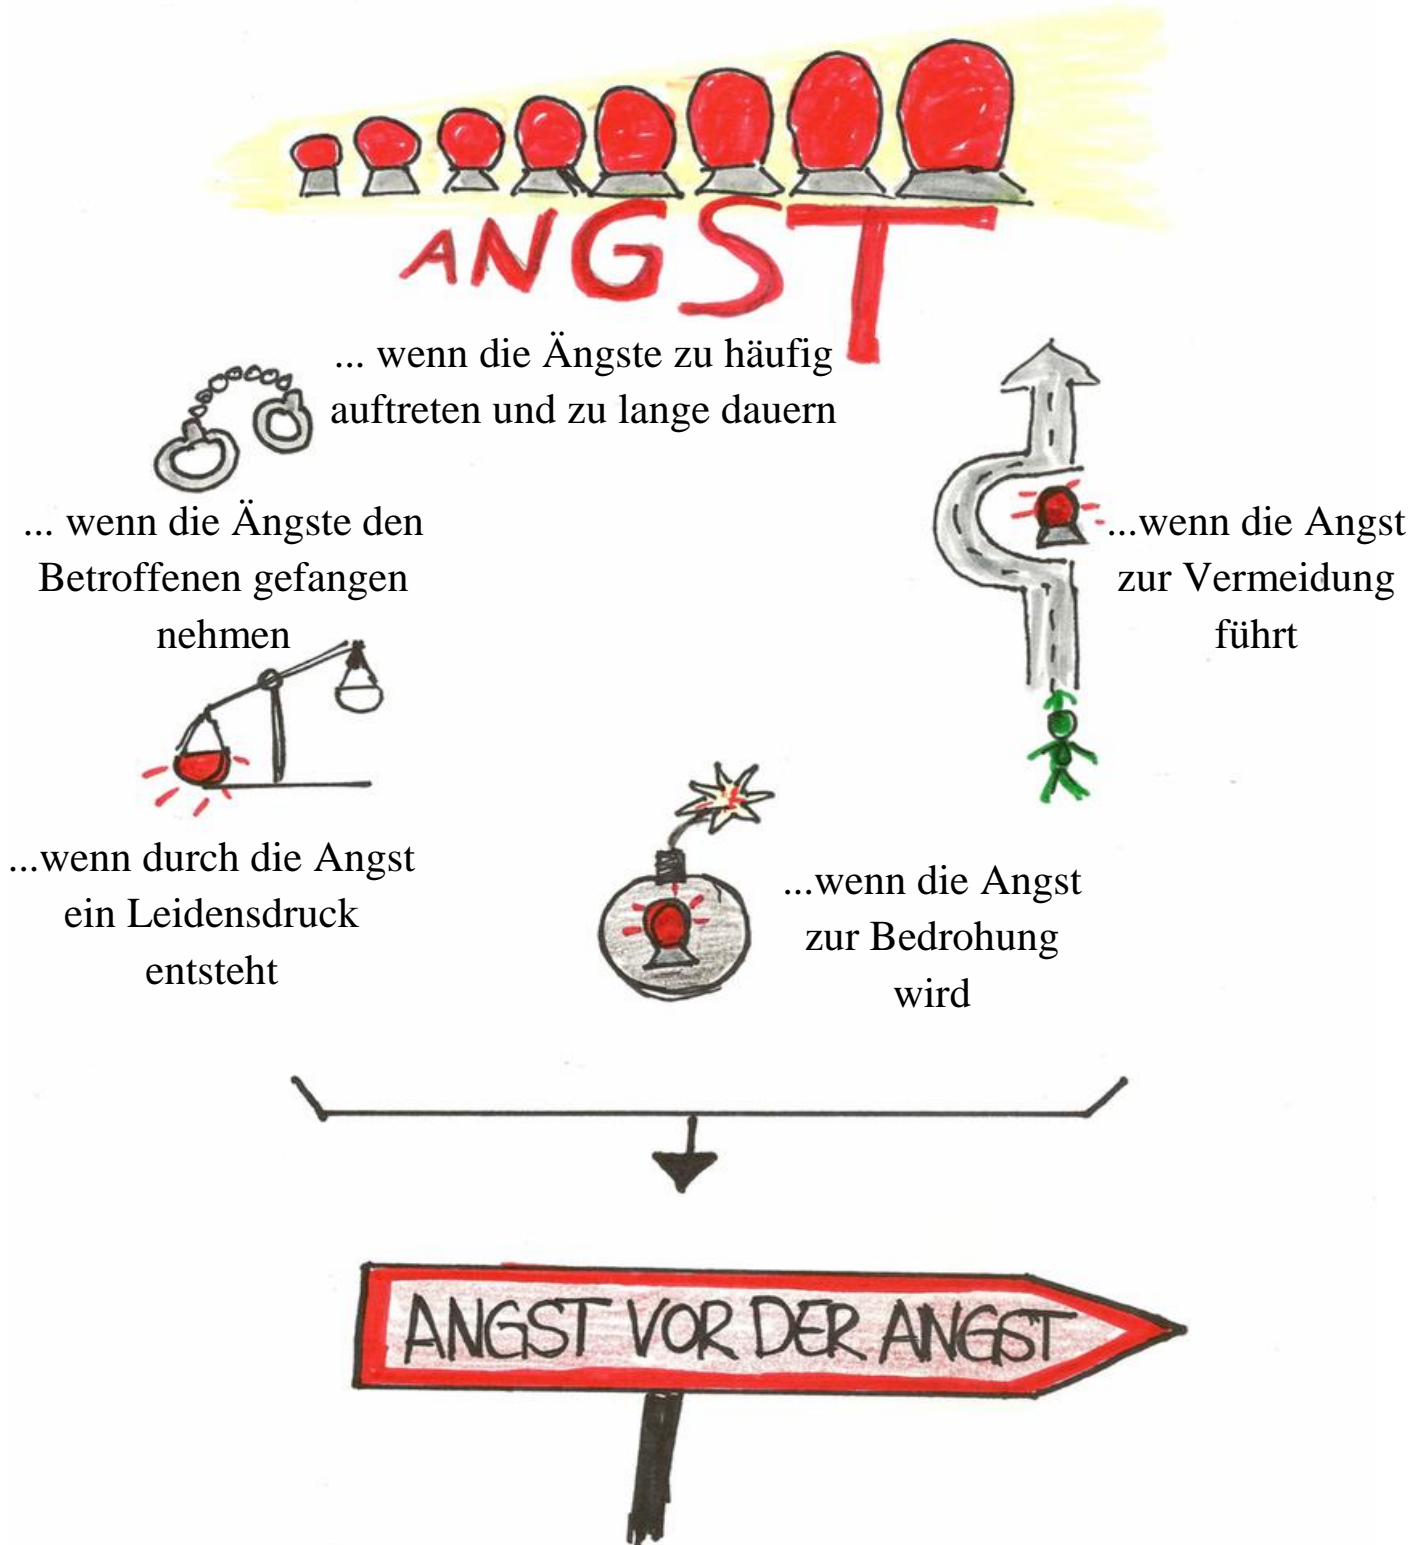 ANGST
... wenn die Ängste zu häufig
auftreten und zu lange dauern
... wenn die Ängste den
Betroffenen gefangen
nehmen
...wenn die Angst
zur Vermeidung
führt
...wenn durch die Angst
ein Leidensdruck
entsteht
...wenn die Angst
zur Bedrohung
wird
ANGST VOR DER ANGST